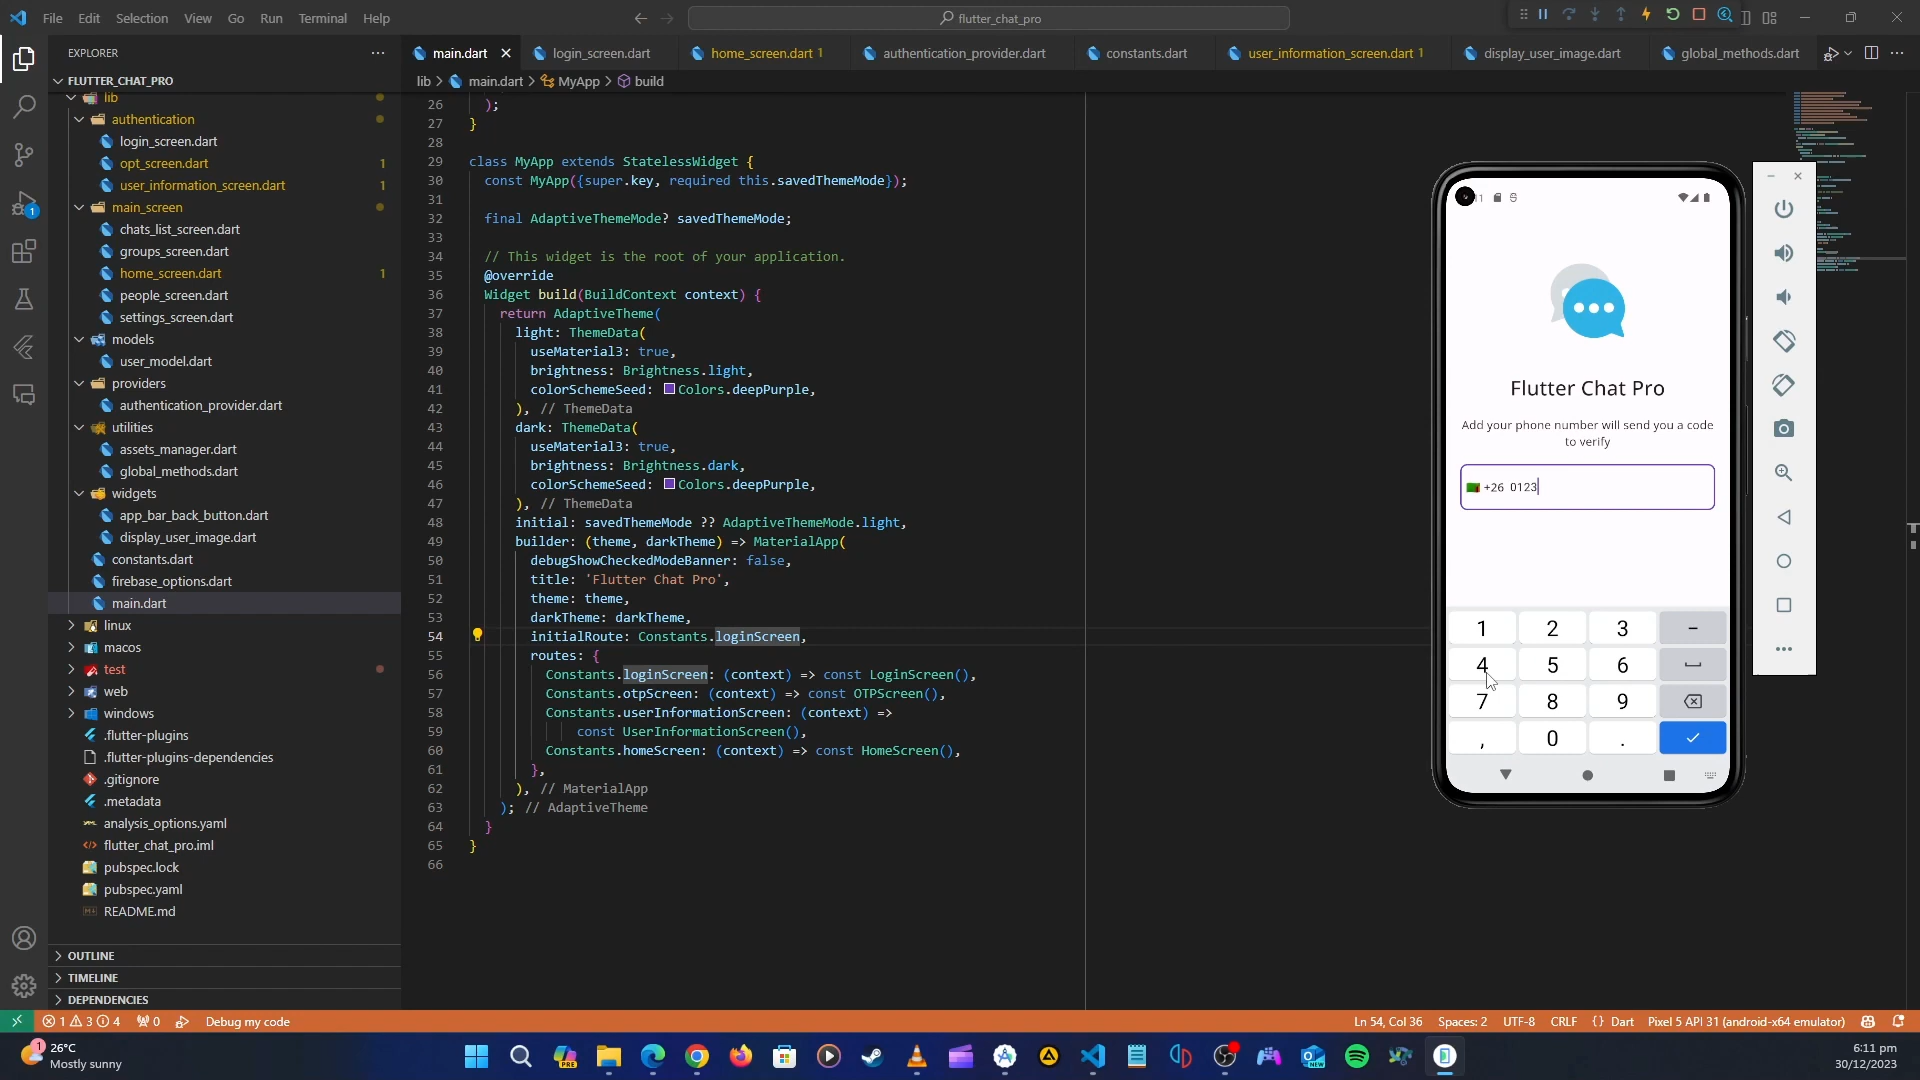 File Edit Selection View Go Run Terminal Help
flutter_chat_pro
EXPLORER
FLUTTER_CHAT_PRO
lib
authentication
login_screen.dart
opt_screen.dart 1
user_information_screen.dart 1
main_screen
chats_list_screen.dart
groups_screen.dart
home_screen.dart 1
people_screen.dart
settings_screen.dart
models
user_model.dart
providers
authentication_provider.dart
utilities
assets_manager.dart
global_methods.dart
widgets
app_bar_back_button.dart
display_user_image.dart
constants.dart
firebase_options.dart
main.dart
linux
macos
test
web
windows
.flutter-plugins
.flutter-plugins-dependencies
.gitignore
.metadata
analysis_options.yaml
flutter_chat_pro.iml
pubspec.lock
pubspec.yaml
README.md
OUTLINE
TIMELINE
DEPENDENCIES
1
main.dart login_screen.dart home_screen.dart 1 authentication_provider.dart constants.dart user_information_screen.dart 1 display_user_image.dart global_methods.dart
lib > main.dart > MyApp > build
26 );
27 }
28
29 class MyApp extends StatelessWidget {
30 const MyApp({super.key, required this.savedThemeMode});
31
32 final AdaptiveThemeMode? savedThemeMode;
33
34 // This widget is the root of your application.
35 @override
36 Widget build(BuildContext context) {
37 return AdaptiveTheme(
38 light: ThemeData(
39 useMaterial3: true,
40 brightness: Brightness.light,
41 colorSchemeSeed: Colors.deepPurple,
42 ), // ThemeData
43 dark: ThemeData(
44 useMaterial3: true,
45 brightness: Brightness.dark,
46 colorSchemeSeed: Colors.deepPurple,
47 ), // ThemeData
48 initial: savedThemeMode ?? AdaptiveThemeMode.light,
49 builder: (theme, darkTheme) => MaterialApp(
50 debugShowCheckedModeBanner: false,
51 title: 'Flutter Chat Pro',
52 theme: theme,
53 darkTheme: darkTheme,
54 initialRoute: Constants.loginScreen,
55 routes: {
56 Constants.loginScreen: (context) => const LoginScreen(),
57 Constants.otpScreen: (context) => const OTPScreen(),
58 Constants.userInformationScreen: (context) =>
59 const UserInformationScreen(),
60 Constants.homeScreen: (context) => const HomeScreen(),
61 },
62 ), // MaterialApp
63 ); // AdaptiveTheme
64 }
65 }
66
Flutter Chat Pro
Add your phone number will send you a code
to verify
+26 0123
1 2 3 -
4 5 6
7 8 9
, 0 .
1 3 4 0 Debug my code
Ln 54, Col 36 Spaces: 2 UTF-8 CRLF {} Dart Pixel 5 API 31 (android-x64 emulator)
1
26°C
Mostly sunny
PRE
NEW
6:11 pm
30/12/2023